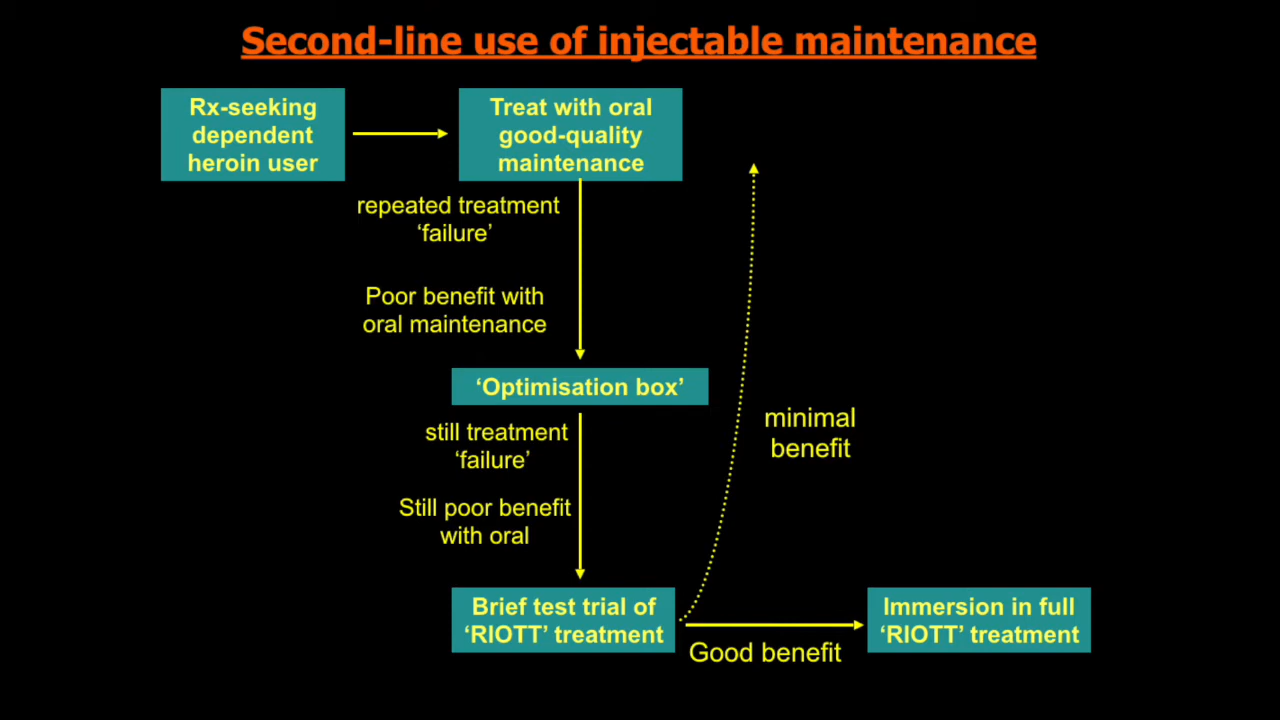 Second-line use of injectable maintenance
Rx-seeking
dependent
heroin user
Treat with oral
good-quality
maintenance
repeated treatment
‘failure’
Poor benefit with
oral maintenance
‘Optimisation box’
still treatment
‘failure’
Still poor benefit
with oral
minimal
benefit
Brief test trial of
‘RIOTT’ treatment
Good benefit
Immersion in full
‘RIOTT’ treatment